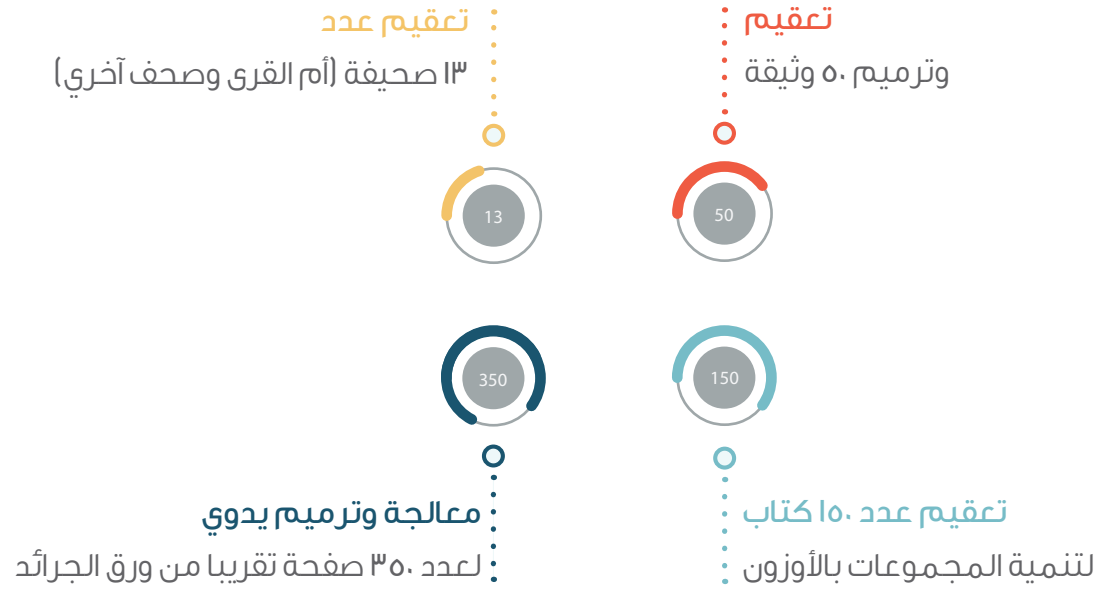 تعقيم
وترميم ٥٠ وثيقة
50
تعقيم عدد
١٣ صحيفة (أم القرى وصحف آخري)
13
150
تعقيم عدد ١٥٠ كتاب
لتنمية المجموعات بالأوزون
350
معالجة وترميم يدوي
لعدد ٣٥٠ صفحة تقريبا من ورق الجرائد